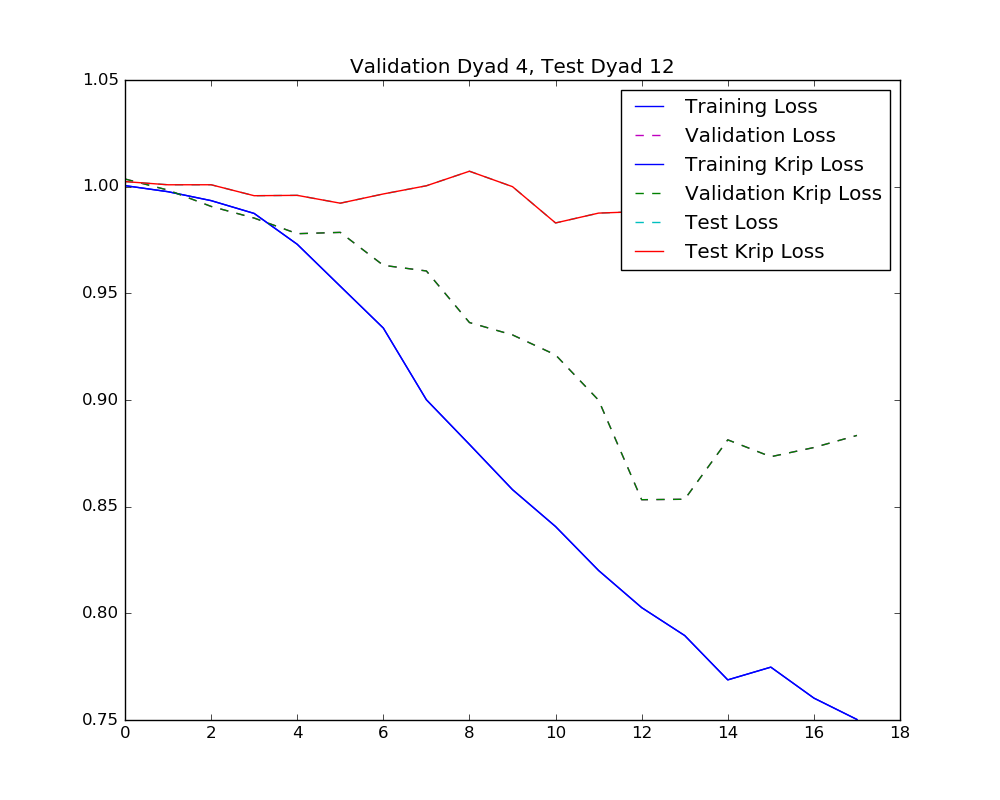 Validation Dyad 4, Test Dyad 12
1.05
1.00
0.95
0.90
0.85
0.80
0.75
0 2 4 6 8 10 12 14 16 18
Training Loss
Validation Loss
Training Krip Loss
Validation Krip Loss
Test Loss
Test Krip Loss